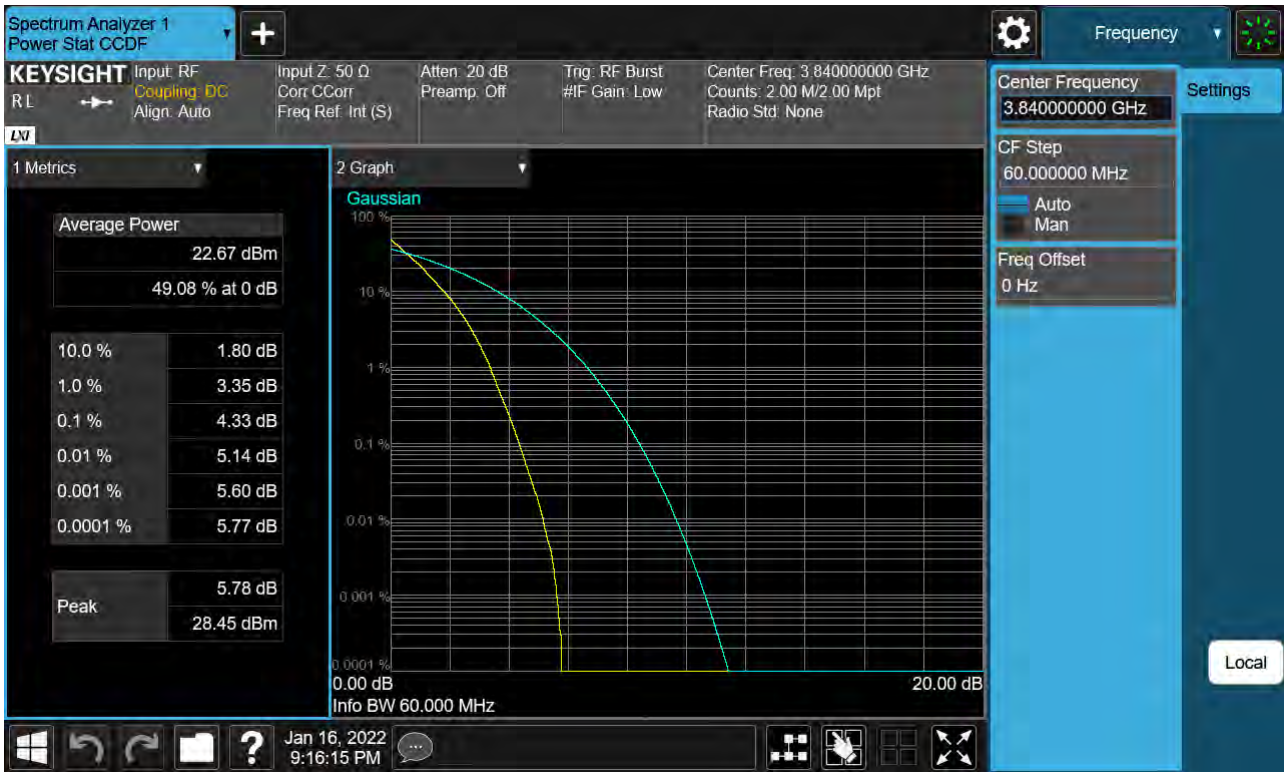 Spectrum Analyzer 1
Power Stat CCDF
Frequency
KEYSIGHT
RL
LXI
Input: RF
Coupling: DC
Align: Auto
Input Z: 50 Ω
Corr CCorr
Freq Ref: Int (S)
Atten: 20 dB
Preamp: Off
Trig: RF Burst
#IF Gain: Low
Center Freq: 3.840000000 GHz
Counts: 2.00 M/2.00 Mpt
Radio Std: None
Center Frequency
3.840000000 GHz
Settings
CF Step
60.000000 MHz
Auto
Man
Freq Offset
0 Hz
1 Metrics
Average Power
22.67 dBm
49.08 % at 0 dB
10.0 % 1.80 dB
1.0 % 3.35 dB
0.1 % 4.33 dB
0.01 % 5.14 dB
0.001 % 5.60 dB
0.0001 % 5.77 dB
Peak
5.78 dB
28.45 dBm
2 Graph
Gaussian
100 %
10 %
1 %
0.1 %
0.01 %
0.001 %
0.0001 %
0.00 dB 20.00 dB
Info BW 60.000 MHz
Local
?
Jan 16, 2022
9:16:15 PM